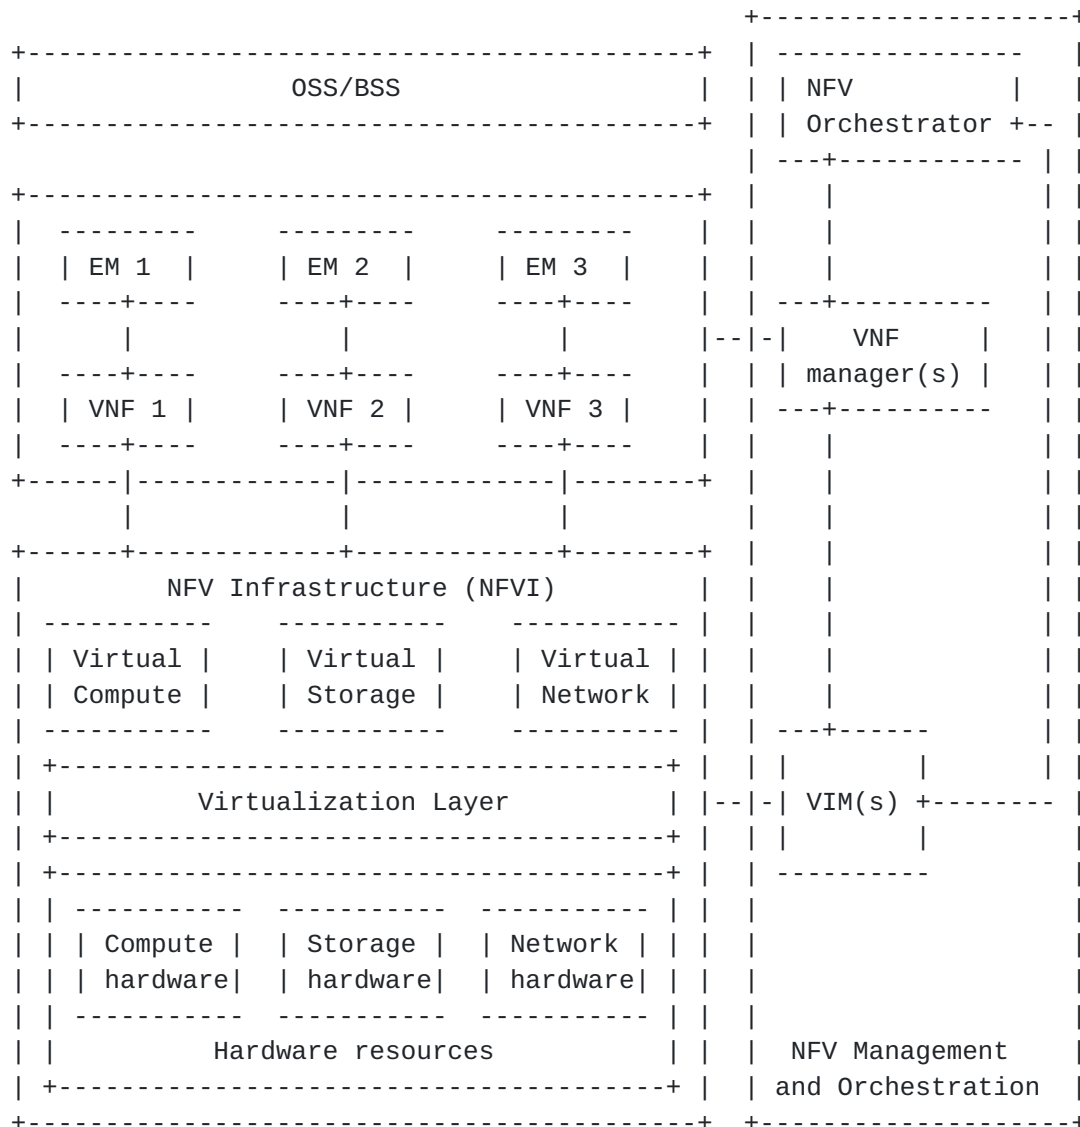 OSS/BSS
NFV
Orchestrator
EM 1 EM 2 EM 3
VNF
manager(s)
VNF 1 VNF 2 VNF 3
NFV Infrastructure (NFVI)
Virtual Virtual Virtual
Compute Storage Network
Virtualization Layer
VIM(s)
Compute Storage Network
hardware hardware hardware
Hardware resources
NFV Management
and Orchestration